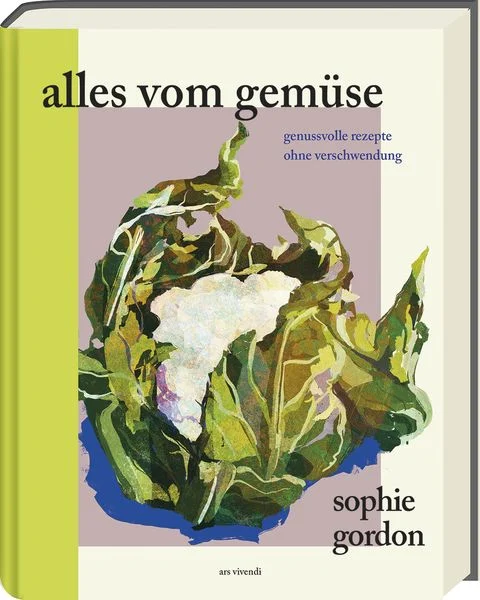 alles vom gemüse
genussvolle rezepte
ohne verschwendung
sophie
gordon
ars vivendi